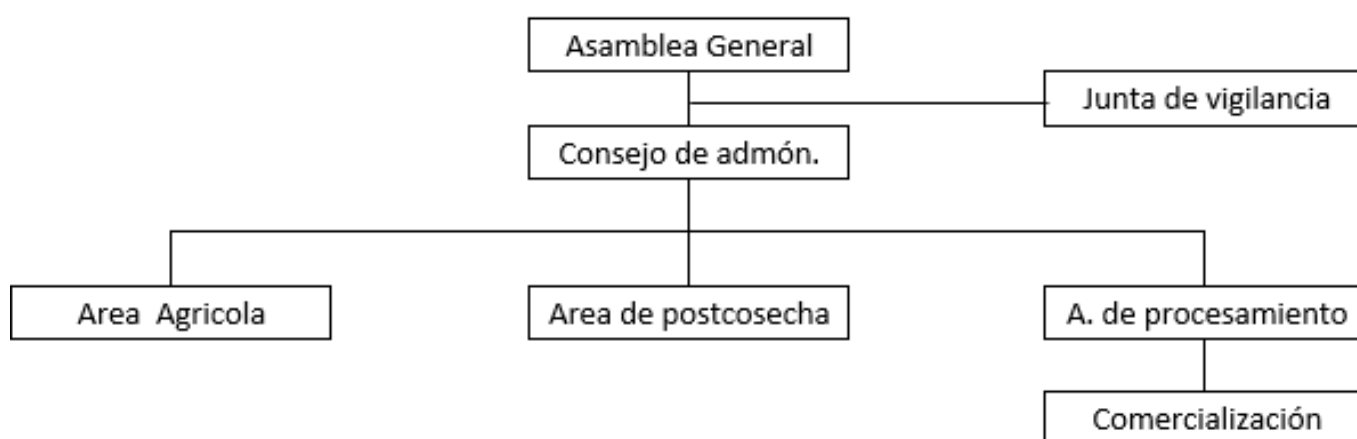 Asamblea General
Junta de vigilancia
Consejo de admón.
Area Agricola
Area de postcosecha
A. de procesamiento
Comercialización